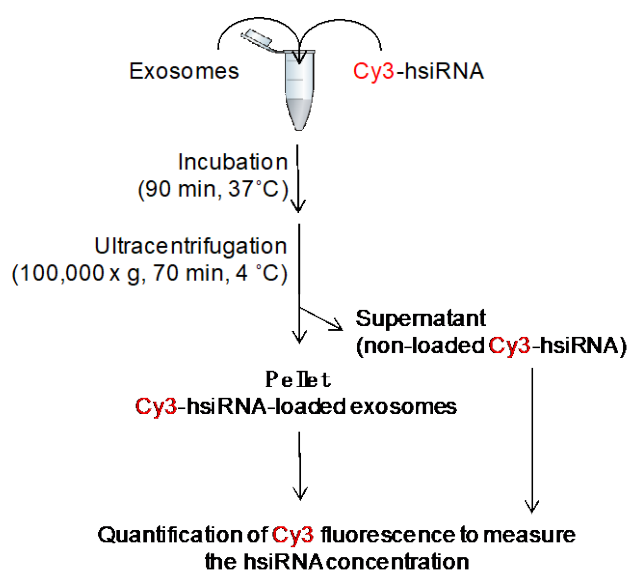 Exosomes Cy3-hsiRNA
Incubation
(90 min, 37˚C)
Ultracentrifugation
(100,000 x g, 70 min, 4 ˚C)
Supernatant
(non-loaded Cy3-hsiRNA)
Pellet
Cy3-hsiRNA-loaded exosomes
Quantification of Cy3 fluorescence to measure
the hsiRNA concentration